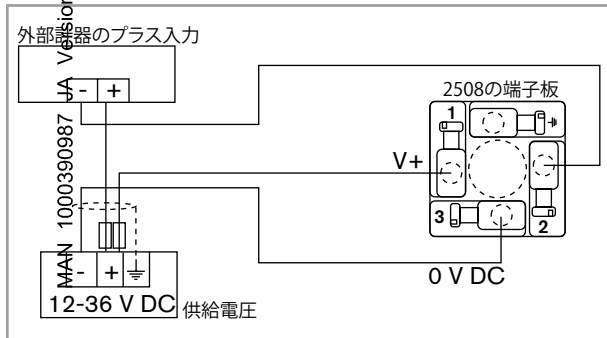 外部計器のプラス入力
- +
2508の端子板
1
V+
3
2
0 V DC
- +
12-36 V DC
供給電圧
MAN 1000390987 JA Version